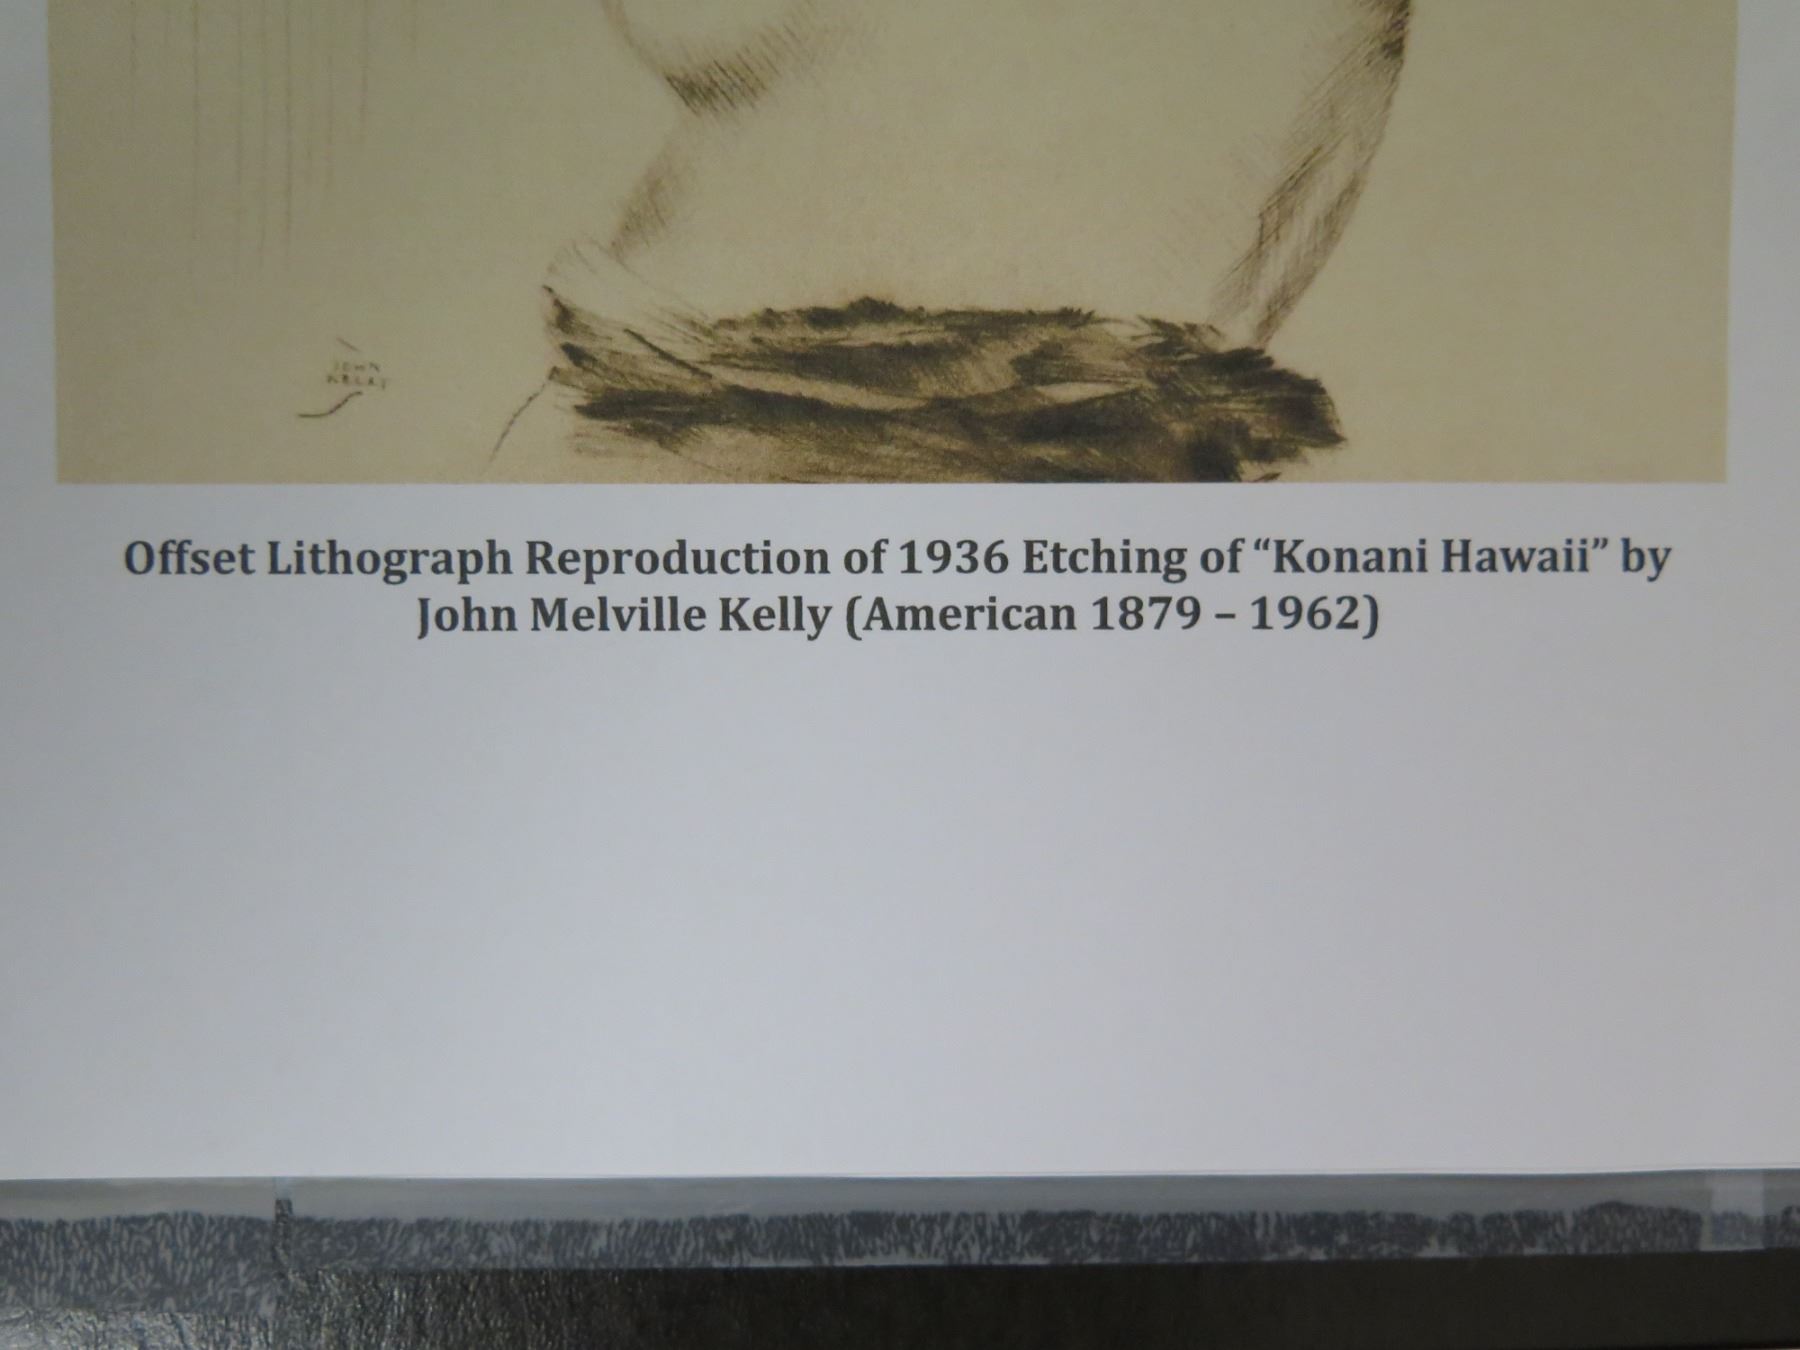 JOHN
KELLY
Offset Lithograph Reproduction of 1936 Etching of “Konani Hawaii” by
John Melville Kelly (American 1879 – 1962)